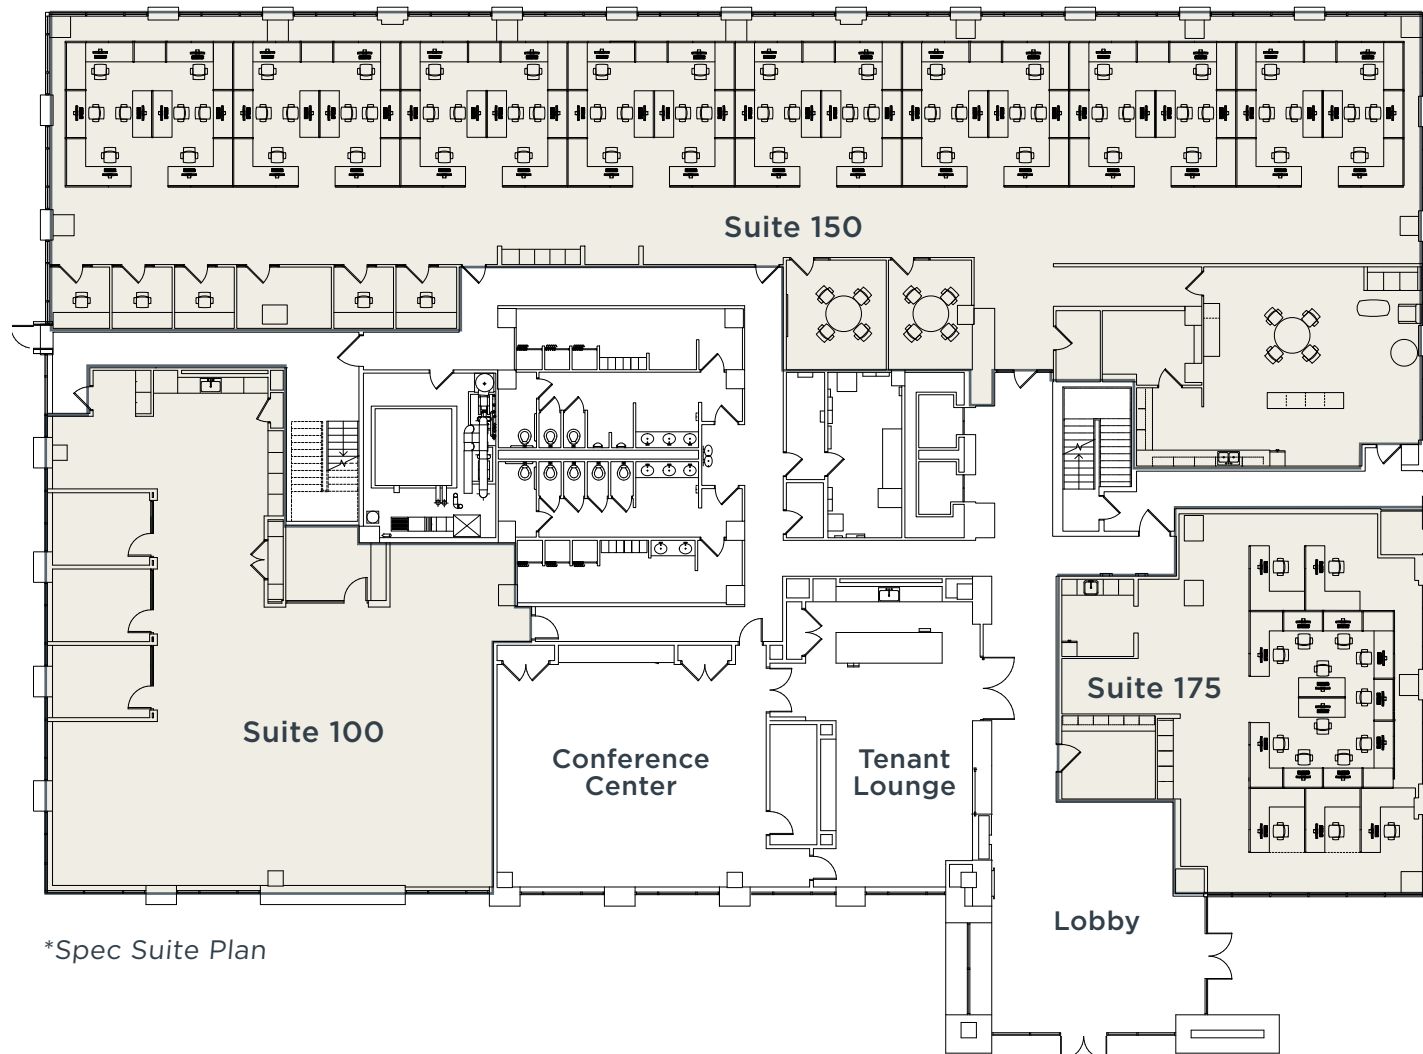 Suite 150
Suite 175
Suite 100
Conference
Center
Tenant
Lounge
Lobby
*Spec Suite Plan